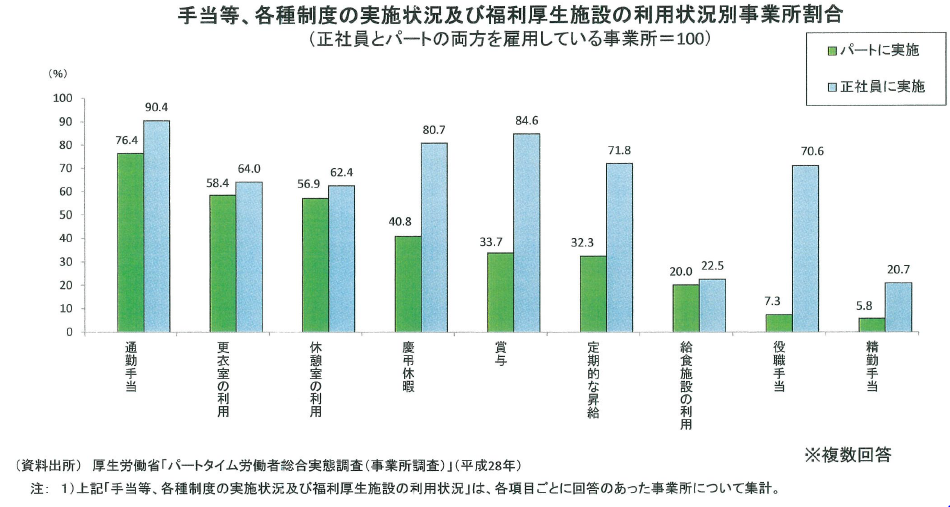 手当等、各種制度の実施状況及び福利厚生施設の利用状況別事業所割合
（正社員とパートの両方を雇用している事業所＝100）
パートに実施
正社員に実施
（％）
100
90
80
70
60
50
40
30
20
10
0
76.4
90.4
58.4
64.0
56.9
62.4
40.8
80.7
33.7
84.6
32.3
71.8
20.0
22.5
7.3
70.6
5.8
20.7
通勤手当
更衣室の利用
休憩室の利用
慶弔休暇
賞与
定期的な昇給
給食施設の利用
役職手当
精勤手当
※複数回答
（資料出所） 厚生労働省「パートタイム労働者総合実態調査（事業所調査）」（平成28年）
注： 1）上記「手当等、各種制度の実施状況及び福利厚生施設の利用状況」は、各項目ごとに回答のあった事業所について集計。